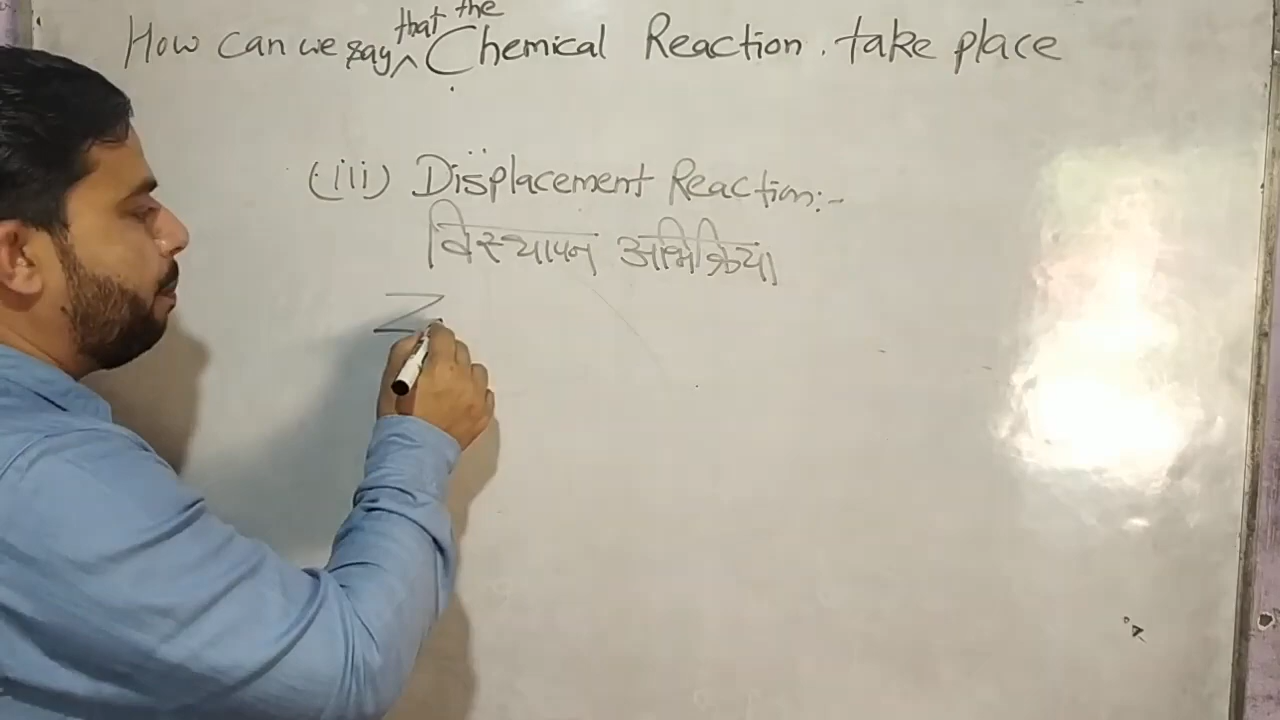 How can we say that the Chemical Reaction . take place
(iii) Displacement Reaction:-
विस्थापन अभिक्रिया
Z